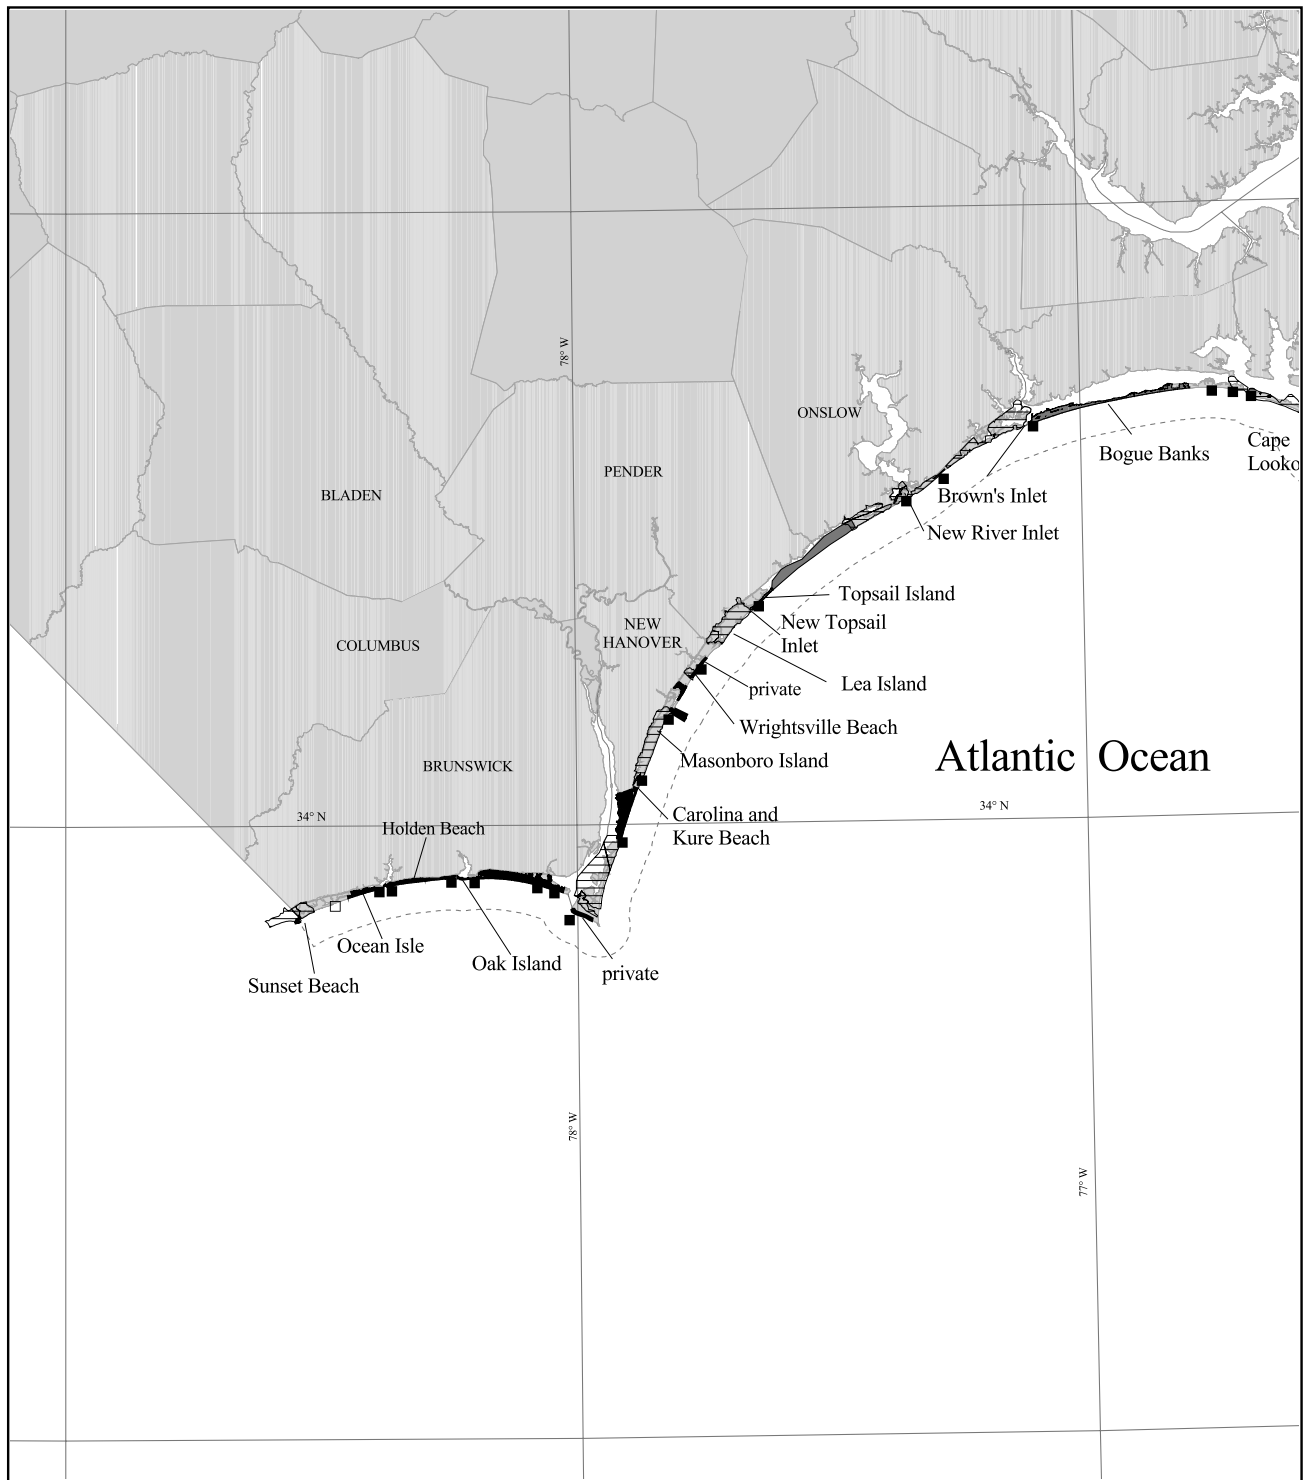 78° W
ONSLOW
Bogue Banks
Cape
Looko
PENDER
BLADEN
Brown's Inlet
New River Inlet
Topsail Island
New Topsail
Inlet
NEW
HANOVER
COLUMBUS
Lea Island
private
Wrightsville Beach
Masonboro Island
Atlantic Ocean
BRUNSWICK
34° N
34° N
Carolina and
Kure Beach
Holden Beach
Ocean Isle
Oak Island
private
Sunset Beach
78° W
77° W